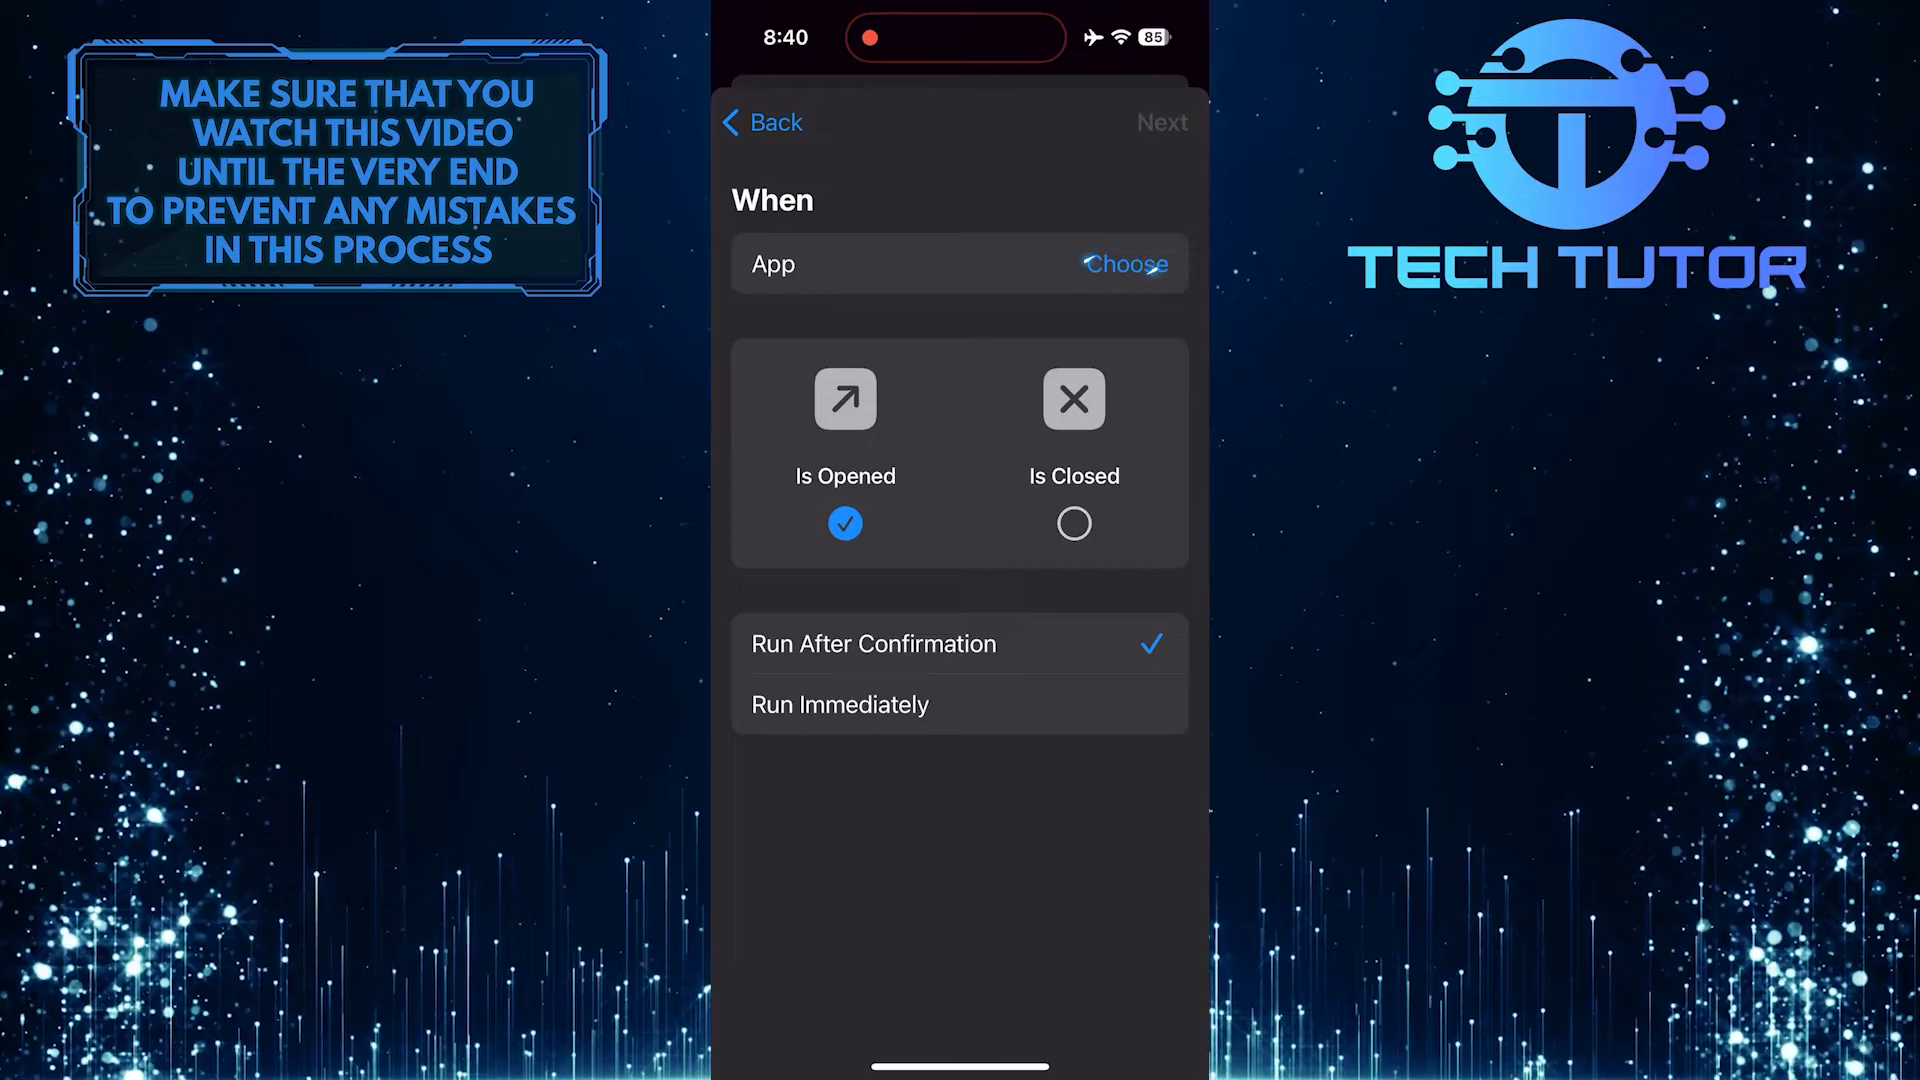 MAKE SURE THAT YOU
WATCH THIS VIDEO
UNTIL THE VERY END
TO PREVENT ANY MISTAKES
IN THIS PROCESS
8:40
85
Back
Next
When
App
Choose
Is Opened
Is Closed
Run After Confirmation
Run Immediately
TECH TUTOR